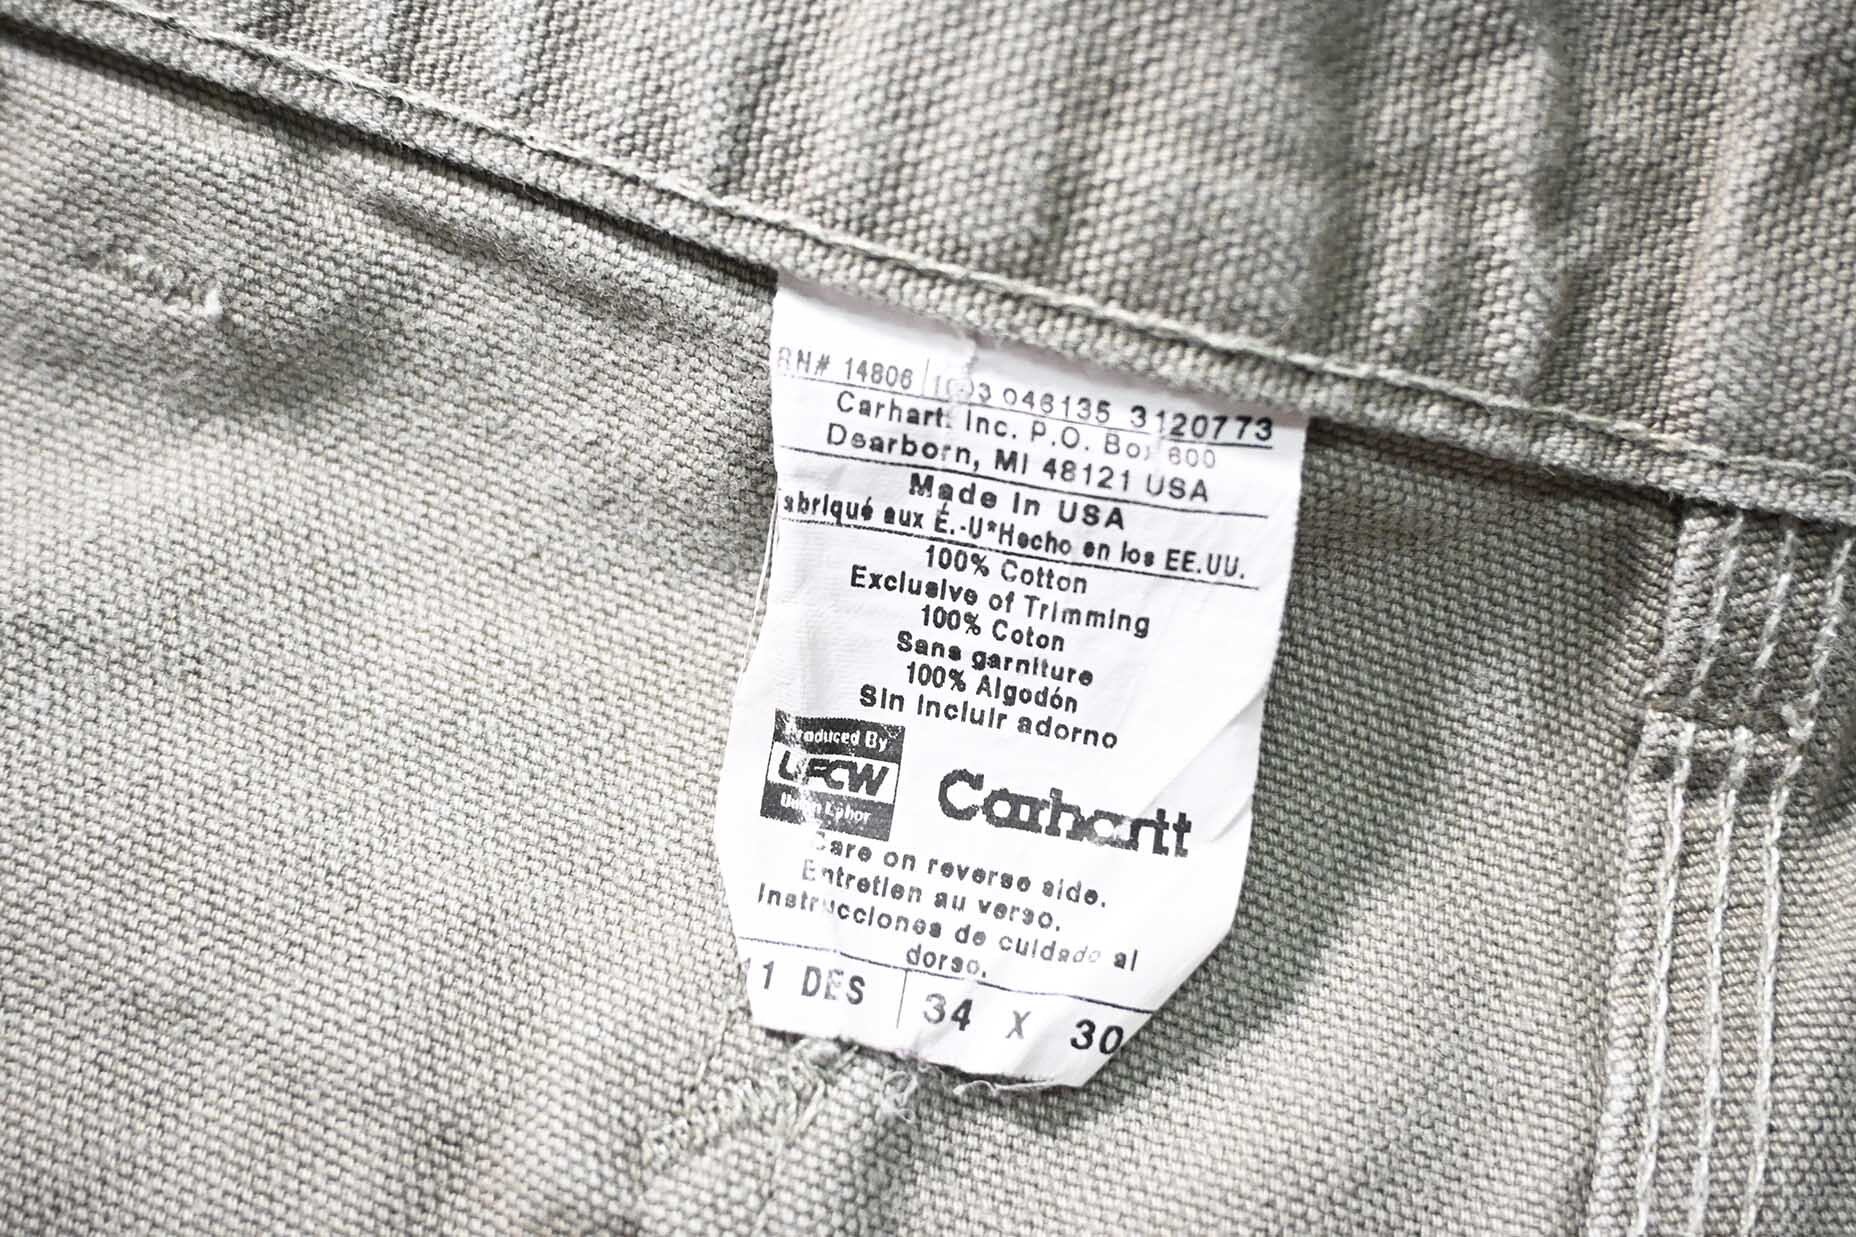 RN# 14806 3 046135 3120773
Carhart. Inc. P.O. Box 600
Dearborn, MI 48121 USA
Made in USA
abriqué aux É.-U*Hecho en los EE.UU.
100% Cotton
Exclusive of Trimming
100% Coton
Sans garniture
100% Algodón
Sin incluir adorno
Produced By
UFCW
Union Labor
Carhartt
Care on reverse side.
Entretien au verso.
Instrucciones de cuidado al
dorso.
11 DES 34 X 30